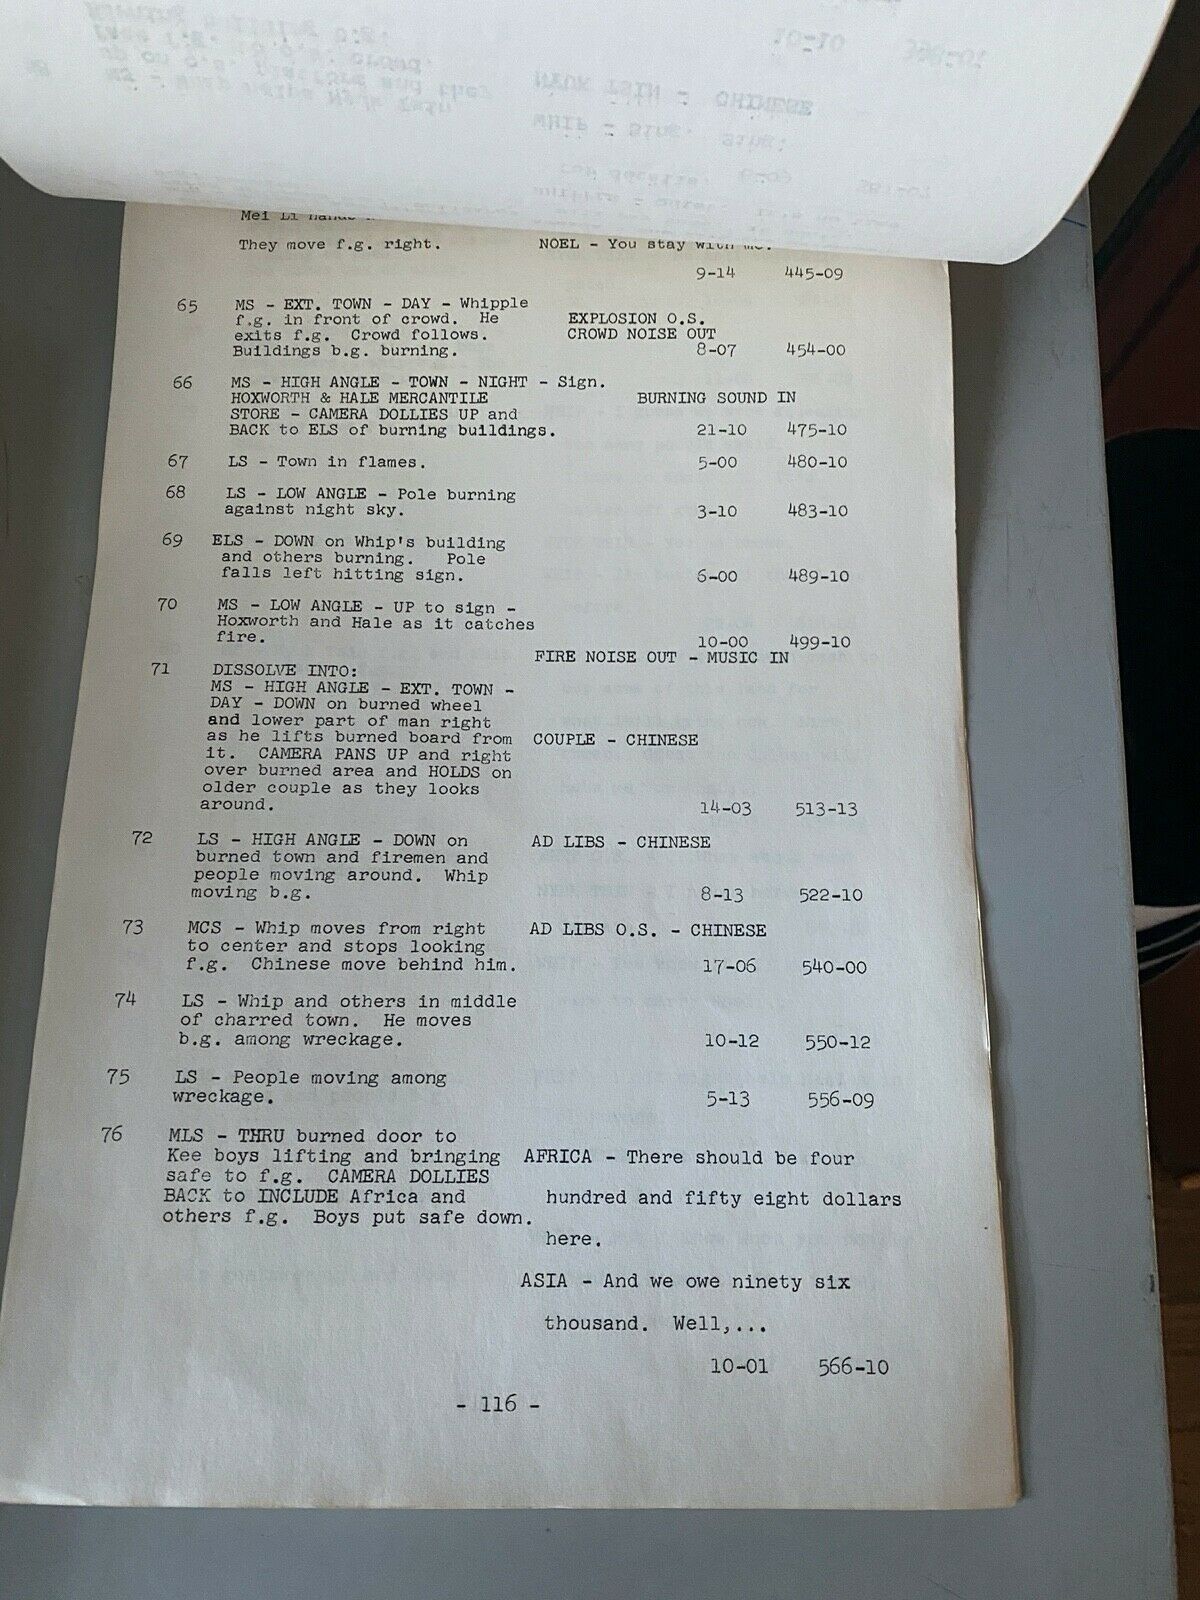 10-10 390-01
NYUK TSIN - CHINESE
WHIP - Sing. Sing!
Mei Li
They move f.g. right. NOEL - You stay with me.
9-14 445-09
65 MS - EXT. TOWN - DAY - Whipple
f.g. in front of crowd. He EXPLOSION O.S.
exits f.g. Crowd follows. CROWD NOISE OUT
Buildings b.g. burning. 8-07 454-00
66 MS - HIGH ANGLE - TOWN - NIGHT - Sign.
HOXWORTH & HALE MERCANTILE BURNING SOUND IN
STORE - CAMERA DOLLIES UP and
BACK to ELS of burning buildings. 21-10 475-10
67 LS - Town in flames. 5-00 480-10
68 LS - LOW ANGLE - Pole burning
against night sky. 3-10 483-10
69 ELS - DOWN on Whip's building
and others burning. Pole
falls left hitting sign. 6-00 489-10
70 MS - LOW ANGLE - UP to sign -
Hoxworth and Hale as it catches
fire. 10-00 499-10
FIRE NOISE OUT - MUSIC IN
71 DISSOLVE INTO:
MS - HIGH ANGLE - EXT. TOWN -
DAY - DOWN on burned wheel
and lower part of man right
as he lifts burned board from COUPLE - CHINESE
it. CAMERA PANS UP and right
over burned area and HOLDS on
older couple as they looks
around. 14-03 513-13
72 LS - HIGH ANGLE - DOWN on AD LIBS - CHINESE
burned town and firemen and
people moving around. Whip
moving b.g. 8-13 522-10
73 MCS - Whip moves from right AD LIBS O.S. - CHINESE
to center and stops looking
f.g. Chinese move behind him. 17-06 540-00
74 LS - Whip and others in middle
of charred town. He moves
b.g. among wreckage. 10-12 550-12
75 LS - People moving among
wreckage. 5-13 556-09
76 MLS - THRU burned door to
Kee boys lifting and bringing AFRICA - There should be four
safe to f.g. CAMERA DOLLIES
BACK to INCLUDE Africa and hundred and fifty eight dollars
others f.g. Boys put safe down.
here.
ASIA - And we owe ninety six
thousand. Well,...
10-01 566-10
- 116 -